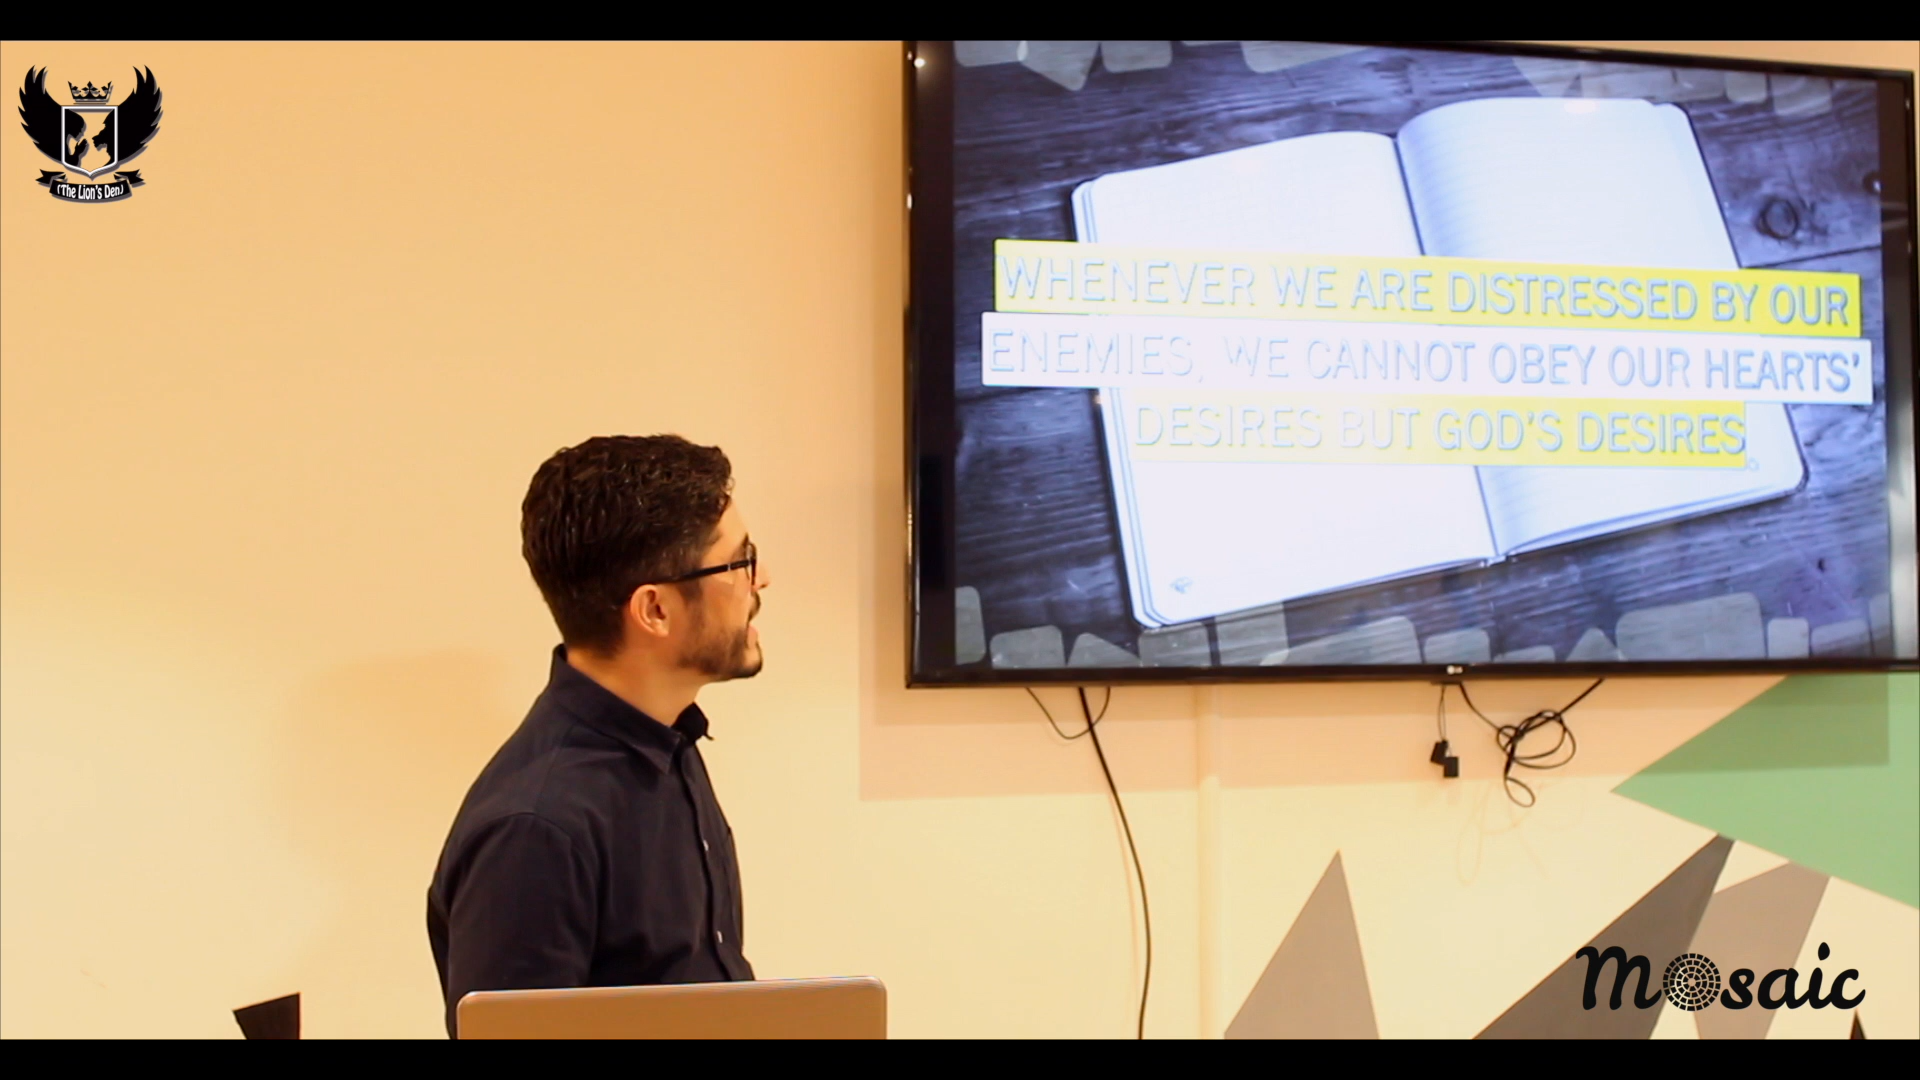 (The Lion's Den)
WHENEVER WE ARE DISTRESSED BY OUR
ENEMIES, WE CANNOT OBEY OUR HEARTS'
DESIRES BUT GOD'S DESIRES.
LG
Mosaic